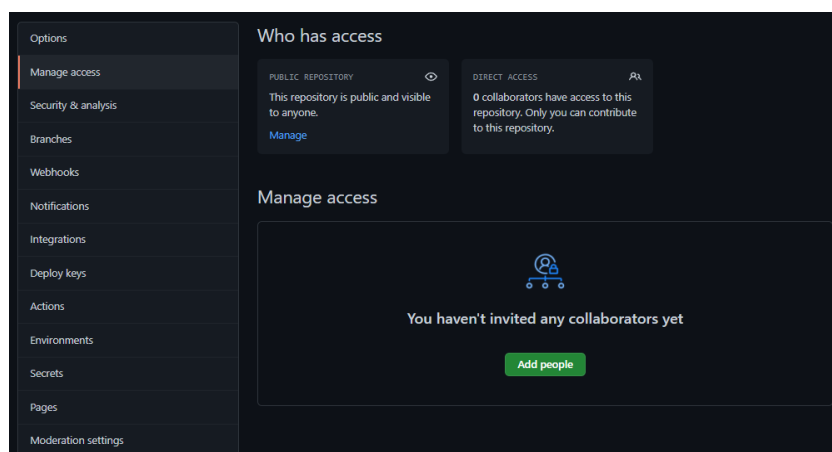 Options
Manage access
Security & analysis
Branches
Webhooks
Notifications
Integrations
Deploy keys
Actions
Environments
Secrets
Pages
Moderation settings
Who has access
PUBLIC REPOSITORY
This repository is public and visible
to anyone.
Manage
DIRECT ACCESS
0 collaborators have access to this
repository. Only you can contribute
to this repository.
Manage access
You haven't invited any collaborators yet
Add people